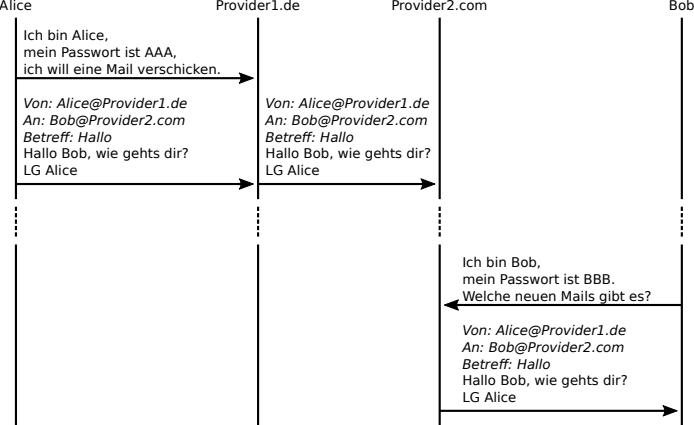 Alice
Provider1.de
Provider2.com
Bob
Ich bin Alice,
mein Passwort ist AAA,
ich will eine Mail verschicken.
Von: Alice@Provider1.de
An: Bob@Provider2.com
Betreff: Hallo
Hallo Bob, wie gehts dir?
LG Alice
Von: Alice@Provider1.de
An: Bob@Provider2.com
Betreff: Hallo
Hallo Bob, wie gehts dir?
LG Alice
Ich bin Bob,
mein Passwort ist BBB.
Welche neuen Mails gibt es?
Von: Alice@Provider1.de
An: Bob@Provider2.com
Betreff: Hallo
Hallo Bob, wie gehts dir?
LG Alice